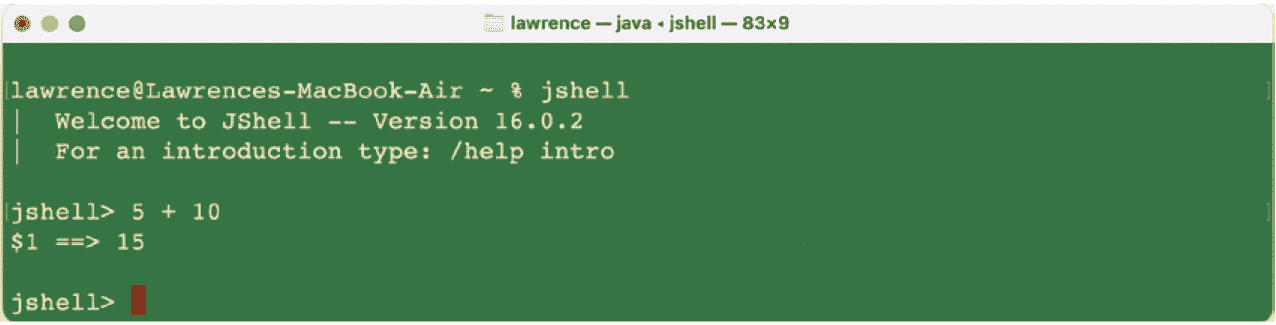 lawrence — java ◂ jshell — 83×9
lawrence@Lawrences-MacBook-Air ~ % jshell
|  Welcome to JShell -- Version 16.0.2
|  For an introduction type: /help intro
jshell> 5 + 10
$1 ==> 15
jshell>